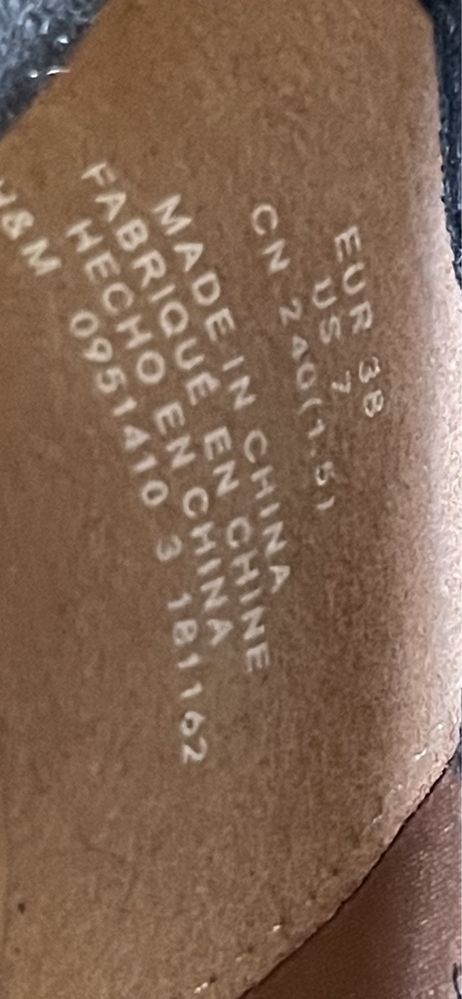 EUR 38
US 7
CN 240(1.5)
MADE IN CHINA
FABRIQUÉ EN CHINE
HECHO EN CHINA
H&M 0951410 3 181162